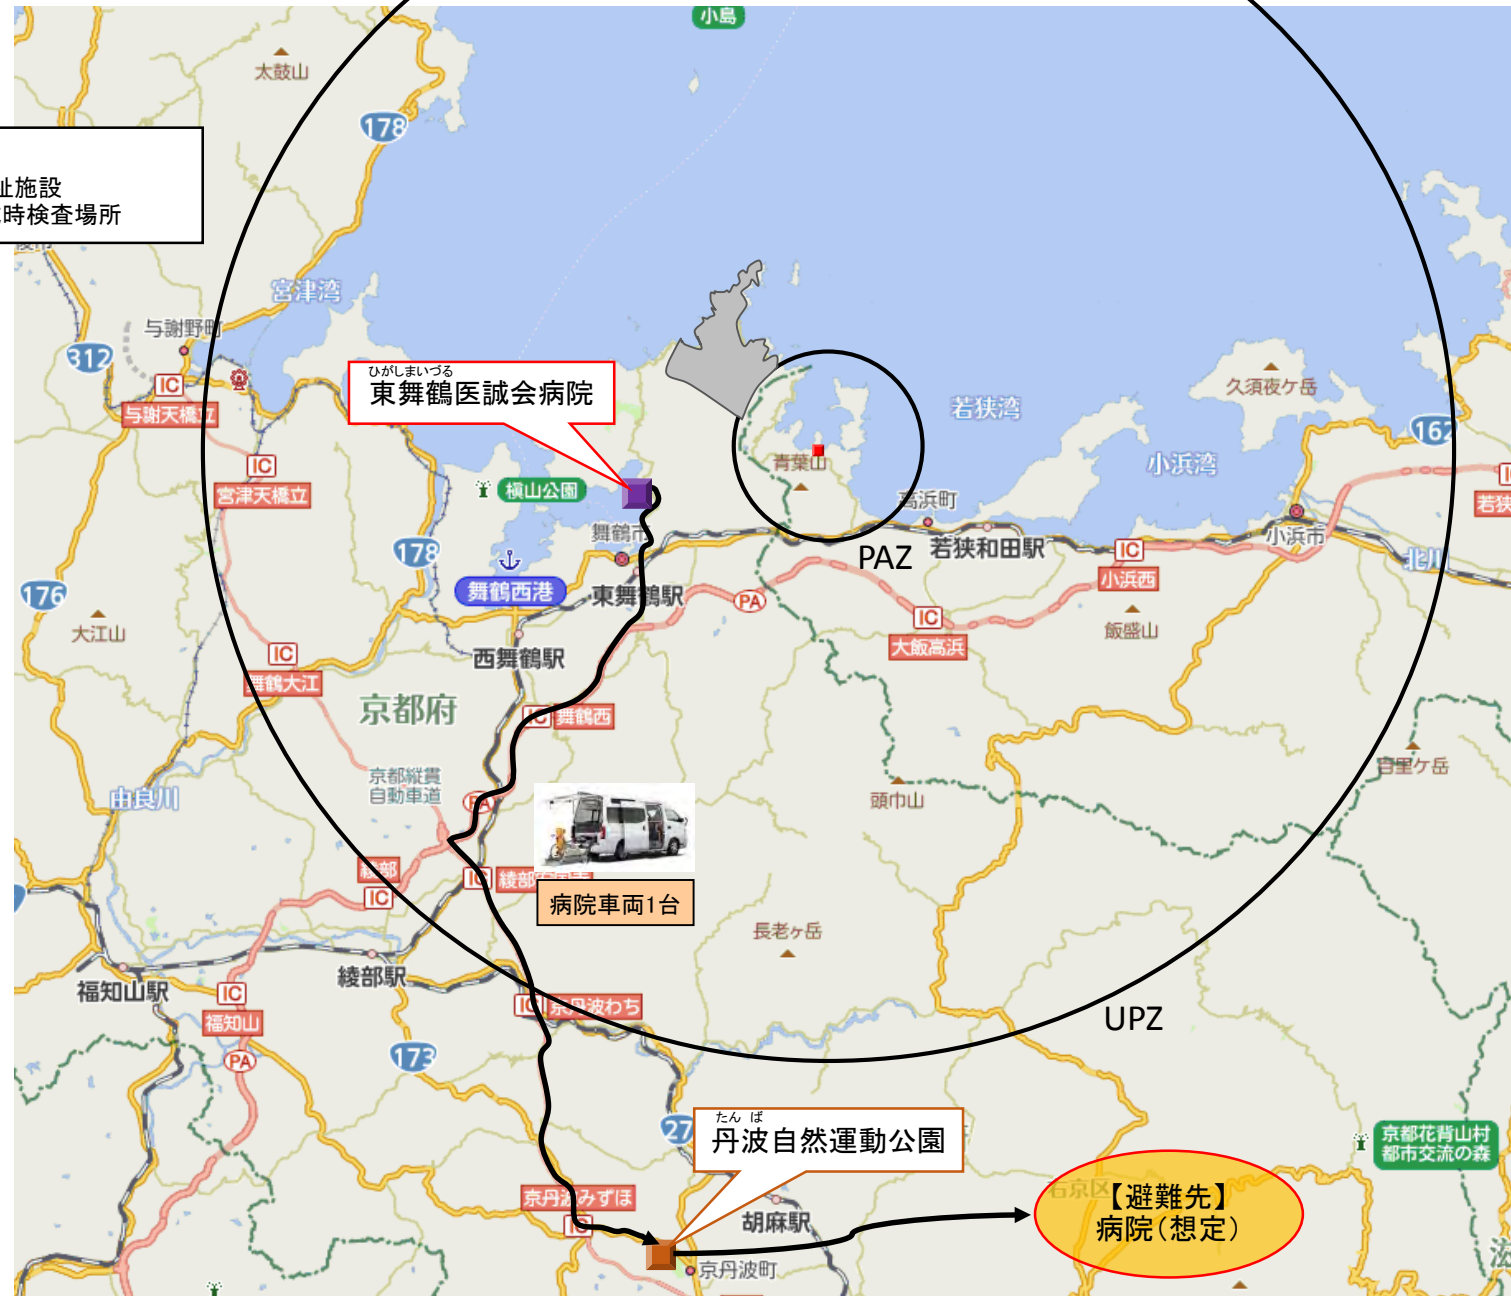 小島
太鼓山
178
祉施設
時検査場所
宮津湾
与謝野町
312
IC
与謝天橋立
ひがしまいづる
東舞鶴医誠会病院
若狭湾
久須夜ケ岳
162
小浜湾
青葉山
IC
宮津天橋立
槇山公園
高浜町
若狭
舞鶴市
小浜市
PAZ
若狭和田駅
178
IC
小浜西
北川
176
舞鶴西港
東舞鶴駅
PA
大江山
IC
大飯高浜
飯盛山
西舞鶴駅
IC
舞鶴大江
京都府
IC
舞鶴西
京都縦貫
自動車道
由良川
PA
頭巾山
百里ケ岳
綾部
IC
IC
病院車両1台
長老ヶ岳
綾部駅
福知山駅
IC
福知山
IC
京丹波わち
UPZ
PA
173
27
たんば
丹波自然運動公園
京都花背山村
都市交流の森
京丹波みずほ
IC
胡麻駅
右京区
【避難先】
病院（想定）
京丹波町
滋